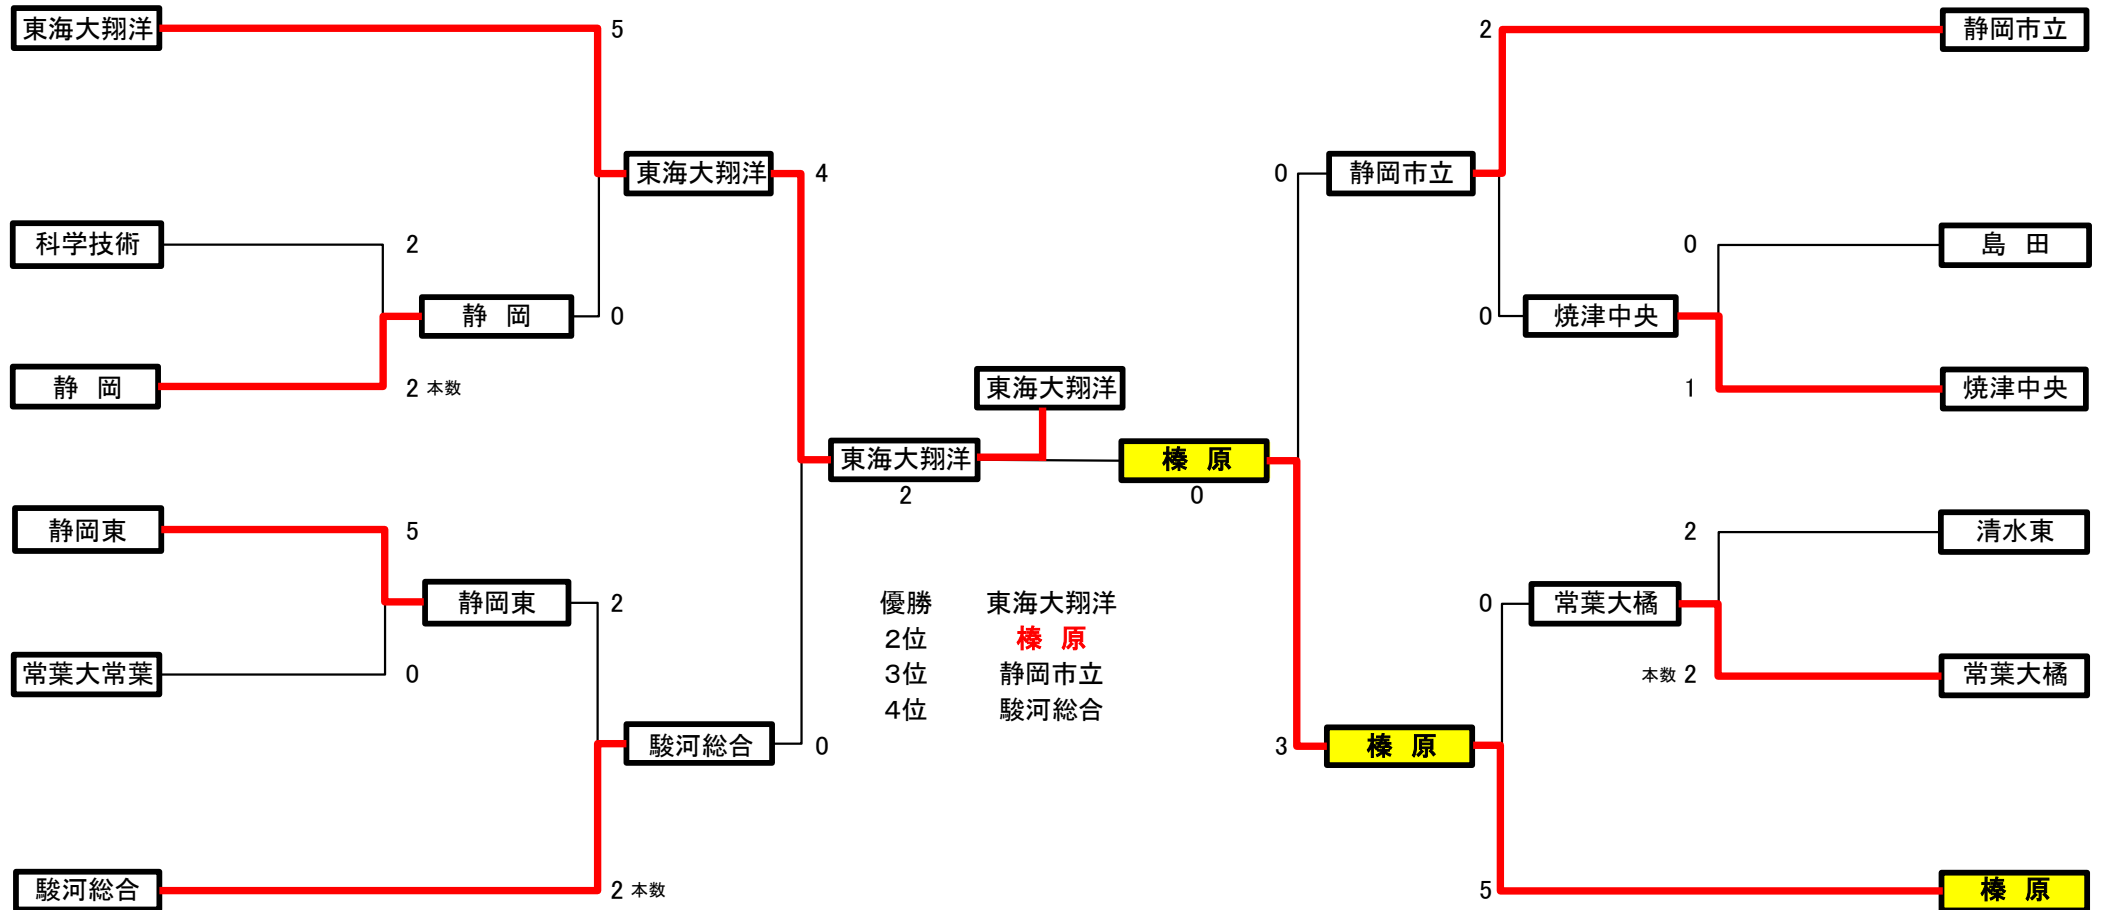 東海大翔洋
5
2
静岡市立
東海大翔洋
4
0
静岡市立
科学技術
2
0
島 田
静 岡
0
0
焼津中央
静 岡
2 本数
東海大翔洋
1
焼津中央
東海大翔洋
2
榛 原
0
静岡東
5
2
清水東
静岡東
2
0
常葉大橘
優勝 東海大翔洋
2位 榛 原
3位 静岡市立
4位 駿河総合
常葉大常葉
0
本数 2
常葉大橘
駿河総合
0
3
榛 原
駿河総合
2 本数
5
榛 原